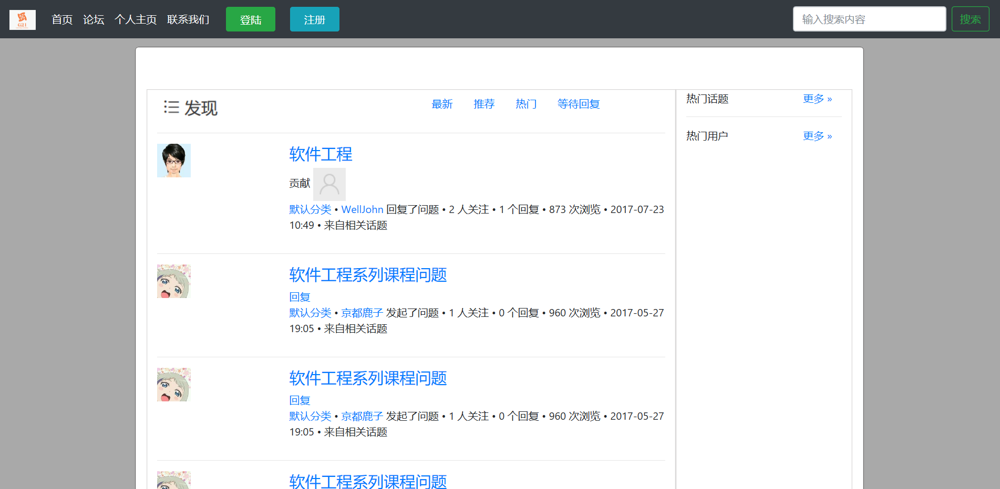 G21
首页 论坛 个人主页 联系我们 登陆 注册 输入搜索内容 搜索
发现 最新 推荐 热门 等待回复
热门话题 更多 »
热门用户 更多 »
软件工程
贡献
默认分类 • WellJohn 回复了问题 • 2 人关注 • 1 个回复 • 873 次浏览 • 2017-07-23
10:49 • 来自相关话题
软件工程系列课程问题
回复
默认分类 • 京都鹿子 发起了问题 • 1 人关注 • 0 个回复 • 960 次浏览 • 2017-05-27
19:05 • 来自相关话题
软件工程系列课程问题
回复
默认分类 • 京都鹿子 发起了问题 • 1 人关注 • 0 个回复 • 960 次浏览 • 2017-05-27
19:05 • 来自相关话题
软件工程系列课程问题